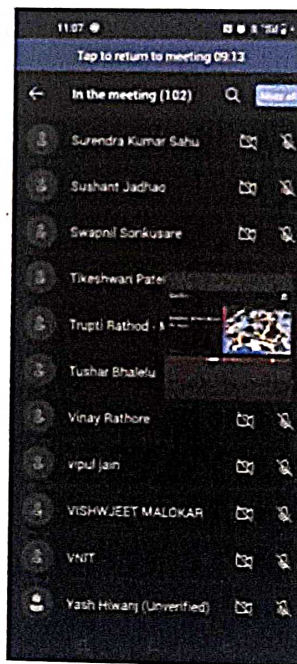 11:07
Tap to return to meeting 09:13
In the meeting (102)
Surendra Kumar Sahu
Sushant Jadhao
Swapnil Sonkusare
Tikeshwari Patel
Trupti Rathod -
Tushar Bhalelu
Vinay Rathore
vipul jain
VISHWJEET MALOKAR
VNIT
Yash Hiwanj (Unverified)